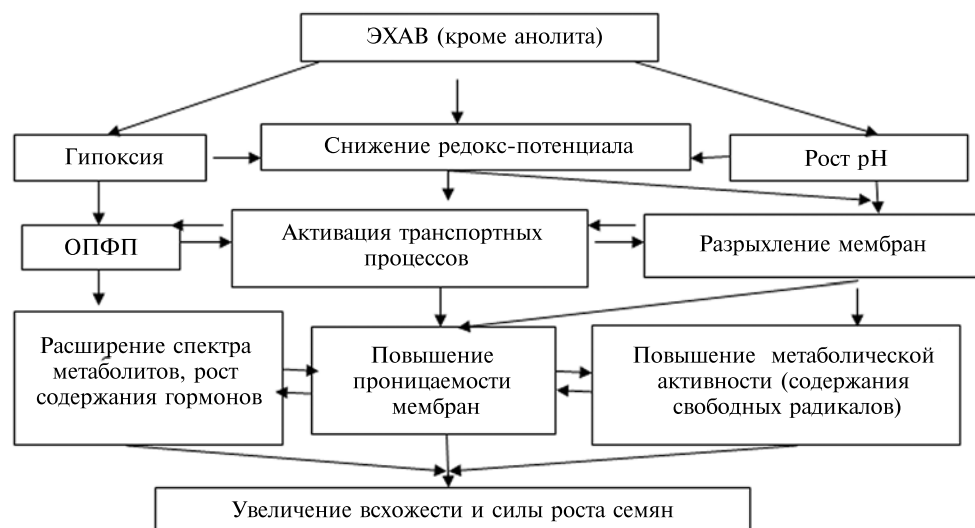 ЭХАВ (кроме анолита)
Гипоксия
Снижение редокс-потенциала
Рост pH
ОПФП
Активация транспортных
процессов
Разрыхление мембран
Расширение спектра
метаболитов, рост
содержания гормонов
Повышение
проницаемости
мембран
Повышение метаболической
активности (содержания
свободных радикалов)
Увеличение всхожести и силы роста семян